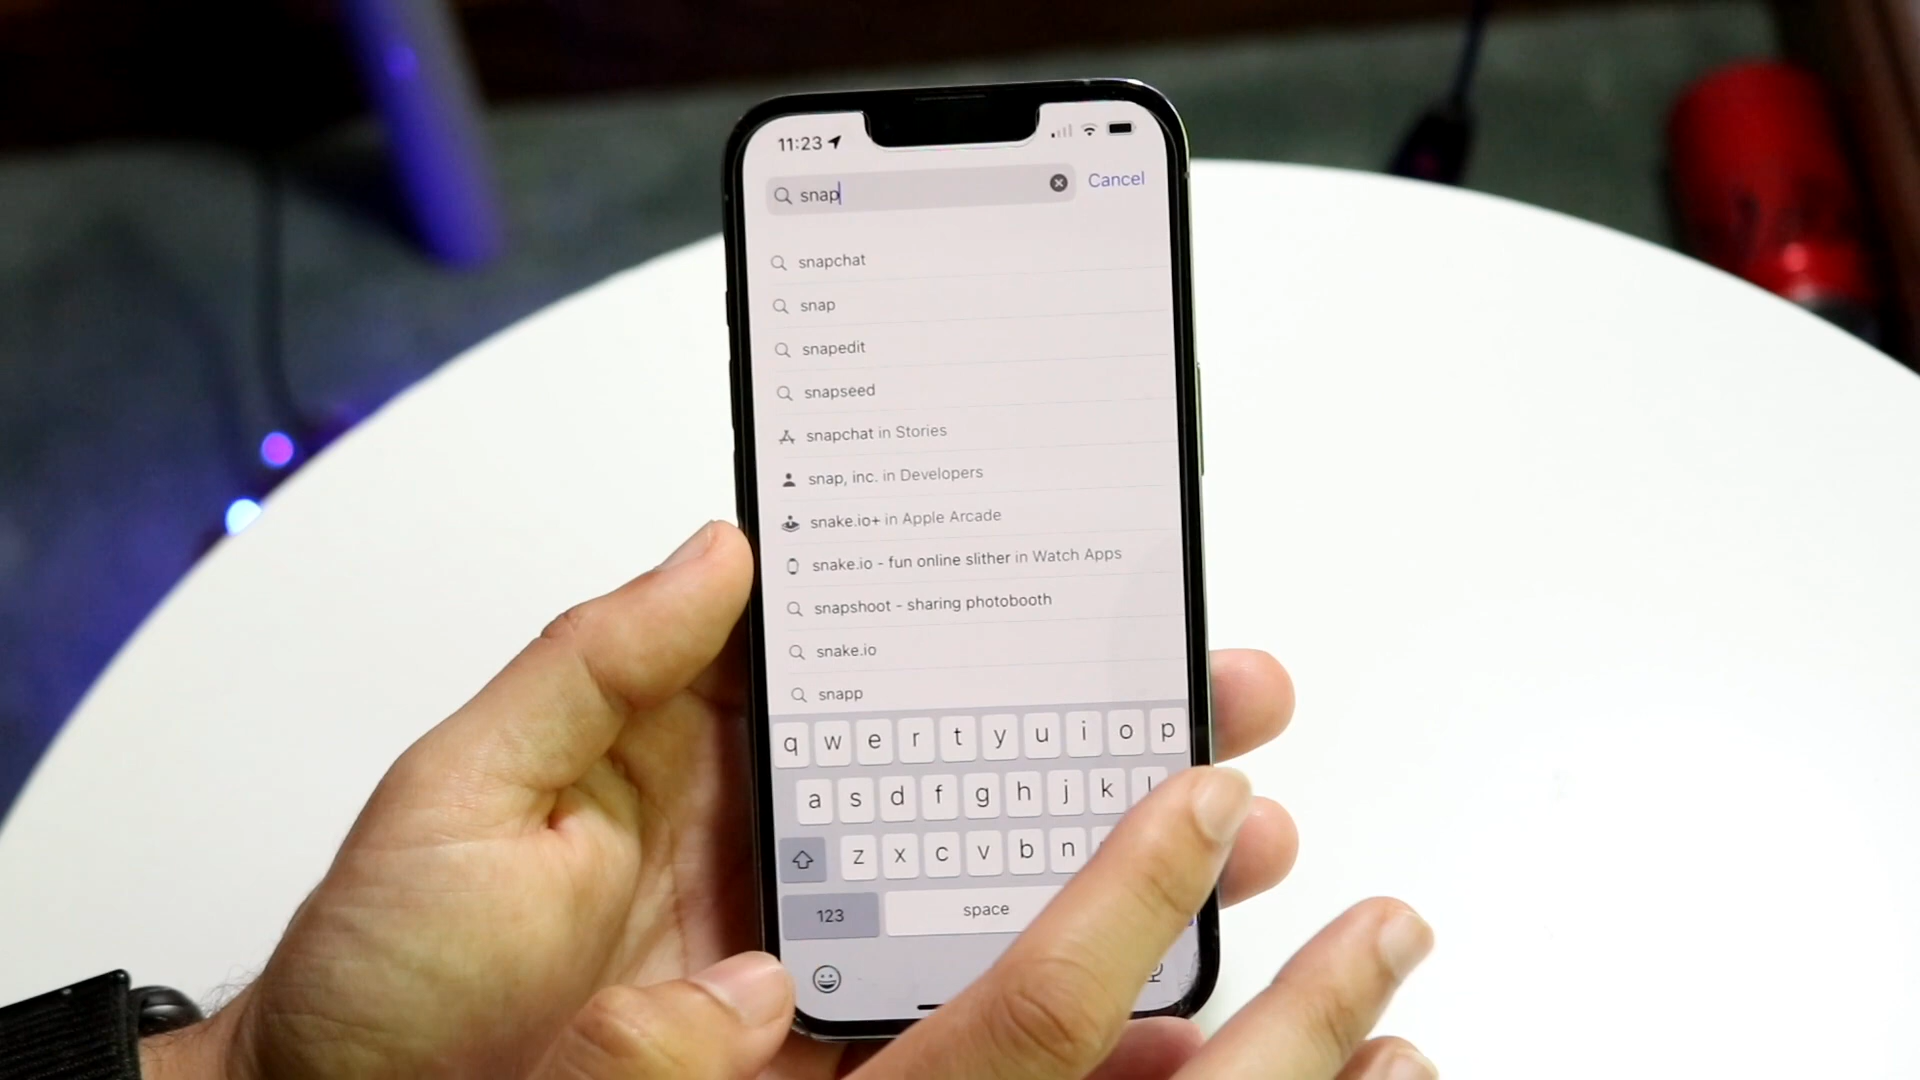 11:23
snap
Cancel
snapchat
snap
snapedit
snapseed
snapchat in Stories
snap, inc. in Developers
snake.io+ in Apple Arcade
snake.io - fun online slither in Watch Apps
snapshoot - sharing photobooth
snake.io
snapp
q w e r t y u i o p
a s d f g h j k l
z x c v b n
123 space